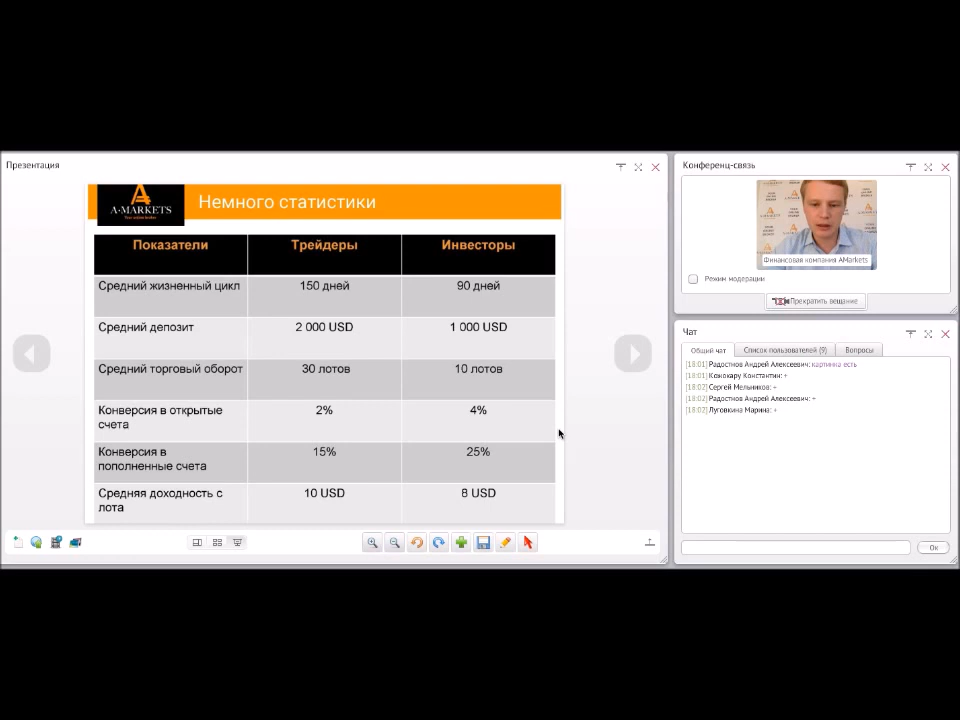 Презентация
A-MARKETS
Немного статистики
Показатели Трейдеры Инвесторы
Средний жизненный цикл 150 дней 90 дней
Средний депозит 2 000 USD 1 000 USD
Средний торговый оборот 30 лотов 10 лотов
Конверсия в открытые счета 2% 4%
Конверсия в пополненные счета 15% 25%
Средняя доходность с лота 10 USD 8 USD
Конференц-связь
Финансовая компания AMarkets
Режим модерации
Прекратить вещание
Чат
Общий чат Список пользователей (9) Вопросы
[18:01] Радостнов Андрей Алексеевич: картинка есть
[18:01] Кожокару Константин: +
[18:02] Сергей Мельников: +
[18:02] Радостнов Андрей Алексеевич: +
[18:02] Луговкина Марина: +
Ок